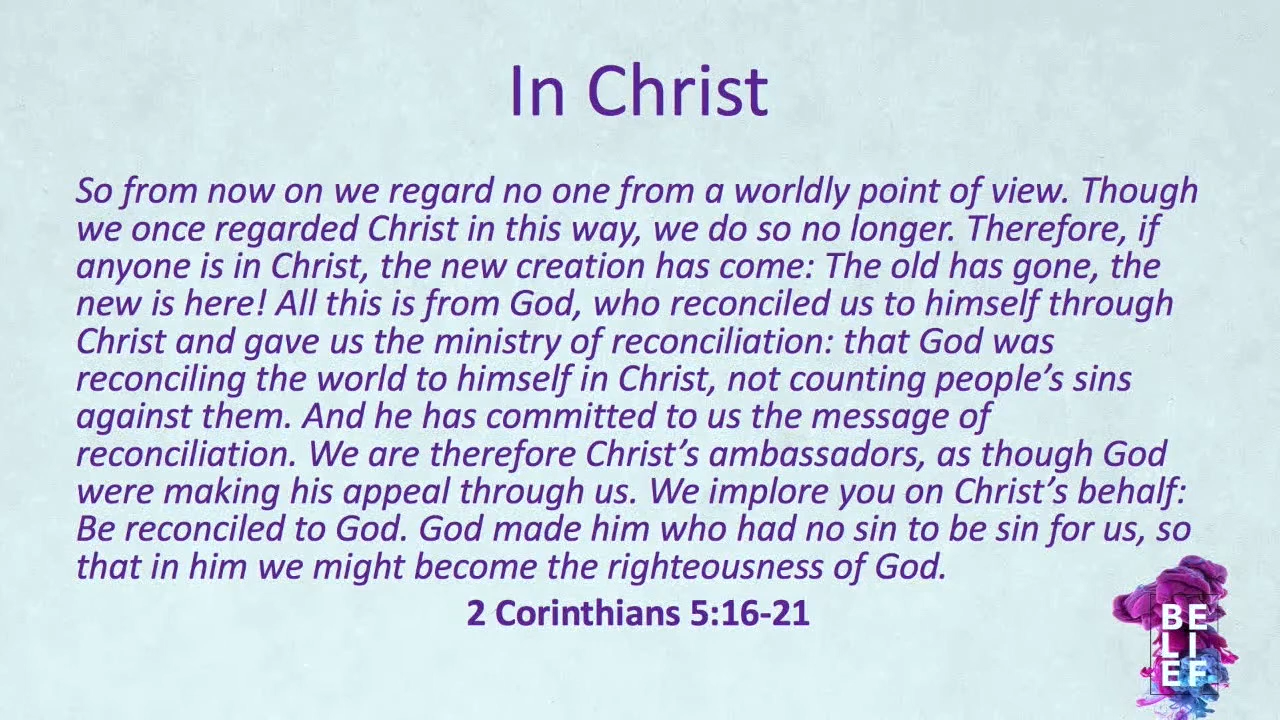 In Christ
So from now on we regard no one from a worldly point of view. Though
we once regarded Christ in this way, we do so no longer. Therefore, if
anyone is in Christ, the new creation has come: The old has gone, the
new is here! All this is from God, who reconciled us to himself through
Christ and gave us the ministry of reconciliation: that God was
reconciling the world to himself in Christ, not counting people’s sins
against them. And he has committed to us the message of
reconciliation. We are therefore Christ’s ambassadors, as though God
were making his appeal through us. We implore you on Christ’s behalf:
Be reconciled to God. God made him who had no sin to be sin for us, so
that in him we might become the righteousness of God.
2 Corinthians 5:16-21
BE
LI
EF